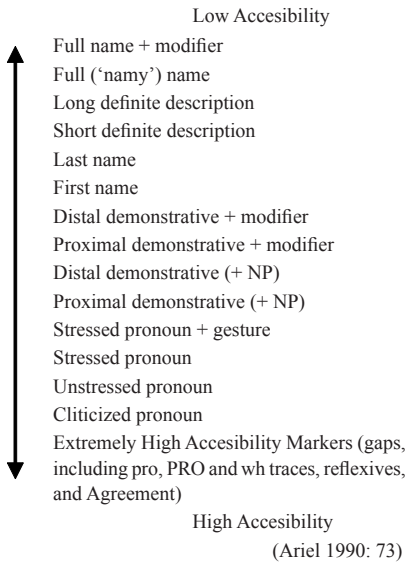 Low Accesibility
Full name + modifier
Full (‘namy’) name
Long definite description
Short definite description
Last name
First name
Distal demonstrative + modifier
Proximal demonstrative + modifier
Distal demonstrative (+ NP)
Proximal demonstrative (+ NP)
Stressed pronoun + gesture
Stressed pronoun
Unstressed pronoun
Cliticized pronoun
Extremely High Accesibility Markers (gaps,
including pro, PRO and wh traces, reflexives,
and Agreement)
High Accesibility
(Ariel 1990: 73)